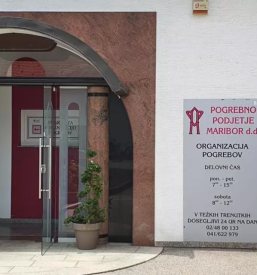 POGREBNO
PODJETJE
MARIBOR d.d.
ORGANIZACIJA
POGREBOV
DELOVNI ČAS
pon. - pet.
7⁰⁰ - 15⁰⁰
sobota
8⁰⁰ - 12⁰⁰
V TEŽKIH TRENUTKIH
DOSEGLJIVI 24 UR NA DAN
02/48 00 133
041/622 979